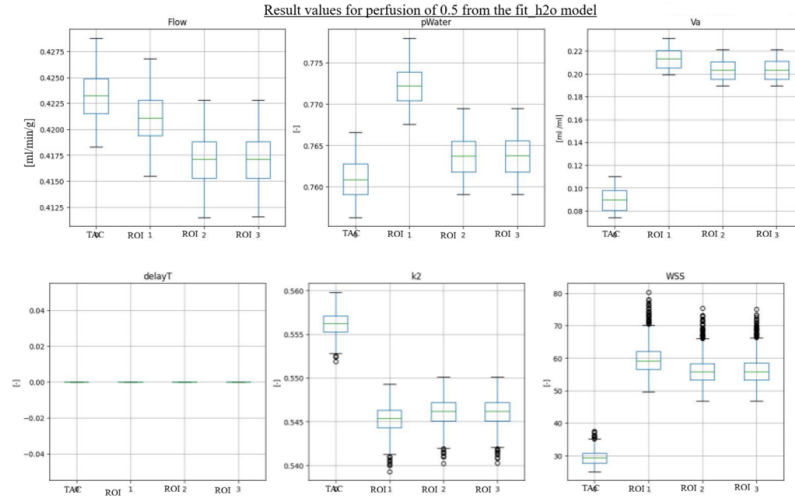 Result values for perfusion of 0.5 from the fit_h2o model
Flow
0.4275
0.4250
0.4225
0.4200
0.4175
0.4150
0.4125
[ml/min/g]
TAC ROI 1 ROI 2 ROI 3
pWater
0.775
0.770
0.765
0.760
[-]
TAC ROI 1 ROI 2 ROI 3
Va
0.22
0.20
0.18
0.16
0.14
0.12
0.10
0.08
[ml /ml]
TAC ROI 1 ROI 2 ROI 3
delayT
0.04
0.02
0.00
−0.02
−0.04
[-]
TAC ROI 1 ROI 2 ROI 3
k2
0.560
0.555
0.550
0.545
0.540
[-]
TAC ROI 1 ROI 2 ROI 3
WSS
80
70
60
50
40
30
[-]
TAC ROI 1 ROI 2 ROI 3